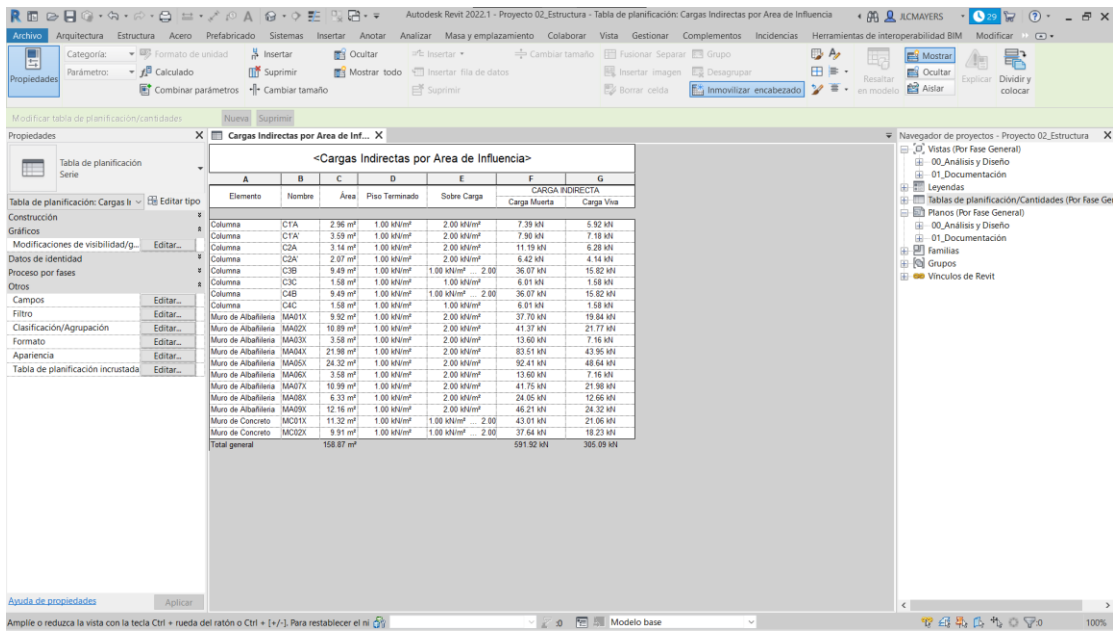 Autodesk Revit 2022.1 - Proyecto 02_Estructura - Tabla de planificación: Cargas Indirectas por Area de Influencia
JLCMAYERS
29
Archivo Arquitectura Estructura Acero Prefabricado Sistemas Insertar Anotar Analizar Masa y emplazamiento Colaborar Vista Gestionar Complementos Incidencias Herramientas de interoperabilidad BIM Modificar
Propiedades
Categoría: Formato de unidad Insertar Ocultar Insertar Cambiar tamaño Fusionar Separar Grupo
Parámetro: Calculado Suprimir Mostrar todo Insertar fila de datos Insertar imagen Desagrupar
Combinar parámetros Cambiar tamaño Suprimir Borrar celda Inmovilizar encabezado
Resaltar en modelo
Mostrar
Ocultar
Aislar
Explicar
Dividir y colocar
Modificar tabla de planificación/cantidades Nueva Suprimir
Propiedades X
Tabla de planificación
Serie
Tabla de planificación: Cargas Editar tipo
Construcción
Gráficos
Modificaciones de visibilidad/g... Editar...
Datos de identidad
Proceso por fases
Otros
Campos Editar...
Filtro Editar...
Clasificación/Agrupación Editar...
Formato Editar...
Apariencia Editar...
Tabla de planificación incrustada Editar...
Ayuda de propiedades Aplicar
Cargas Indirectas por Area de Inf... X
<Cargas Indirectas por Area de Influencia>
A B C D E F G
CARGA INDIRECTA
Elemento Nombre Área Piso Terminado Sobre Carga Carga Muerta Carga Viva
Columna C1'A 2.96 m² 1.00 kN/m² 2.00 kN/m² 7.39 kN 5.92 kN
Columna C1'A' 3.59 m² 1.00 kN/m² 2.00 kN/m² 7.90 kN 7.18 kN
Columna C2A 3.14 m² 1.00 kN/m² 2.00 kN/m² 11.19 kN 6.28 kN
Columna C2A' 2.07 m² 1.00 kN/m² 2.00 kN/m² 6.42 kN 4.14 kN
Columna C3B 9.49 m² 1.00 kN/m² 1.00 kN/m² ... 2.00 36.07 kN 15.82 kN
Columna C3C 1.58 m² 1.00 kN/m² 1.00 kN/m² 6.01 kN 1.58 kN
Columna C4B 9.49 m² 1.00 kN/m² 1.00 kN/m² ... 2.00 36.07 kN 15.82 kN
Columna C4C 1.58 m² 1.00 kN/m² 1.00 kN/m² 6.01 kN 1.58 kN
Muro de Albañileria MA01X 9.92 m² 1.00 kN/m² 2.00 kN/m² 37.70 kN 19.84 kN
Muro de Albañileria MA02X 10.89 m² 1.00 kN/m² 2.00 kN/m² 41.37 kN 21.77 kN
Muro de Albañileria MA03X 3.58 m² 1.00 kN/m² 2.00 kN/m² 13.60 kN 7.16 kN
Muro de Albañileria MA04X 21.98 m² 1.00 kN/m² 2.00 kN/m² 83.51 kN 43.95 kN
Muro de Albañileria MA05X 24.32 m² 1.00 kN/m² 2.00 kN/m² 92.41 kN 48.64 kN
Muro de Albañileria MA06X 3.58 m² 1.00 kN/m² 2.00 kN/m² 13.60 kN 7.16 kN
Muro de Albañileria MA07X 10.99 m² 1.00 kN/m² 2.00 kN/m² 41.75 kN 21.98 kN
Muro de Albañileria MA08X 6.33 m² 1.00 kN/m² 2.00 kN/m² 24.05 kN 12.66 kN
Muro de Albañileria MA09X 12.16 m² 1.00 kN/m² 2.00 kN/m² 46.21 kN 24.32 kN
Muro de Concreto MC01X 11.32 m² 1.00 kN/m² 1.00 kN/m² ... 2.00 43.01 kN 21.06 kN
Muro de Concreto MC02X 9.91 m² 1.00 kN/m² 1.00 kN/m² ... 2.00 37.64 kN 18.23 kN
Total general 158.87 m² 591.92 kN 305.09 kN
Navegador de proyectos - Proyecto 02_Estructura X
Vistas (Por Fase General)
00_Análisis y Diseño
01_Documentación
Leyendas
Tablas de planificación/Cantidades (Por Fase Ge
Planos (Por Fase General)
00_Análisis y Diseño
01_Documentación
Familias
Grupos
Vínculos de Revit
Amplíe o reduzca la vista con la tecla Ctrl + rueda del ratón o Ctrl + [+/-]. Para restablecer el ni :0 Modelo base :0 100%